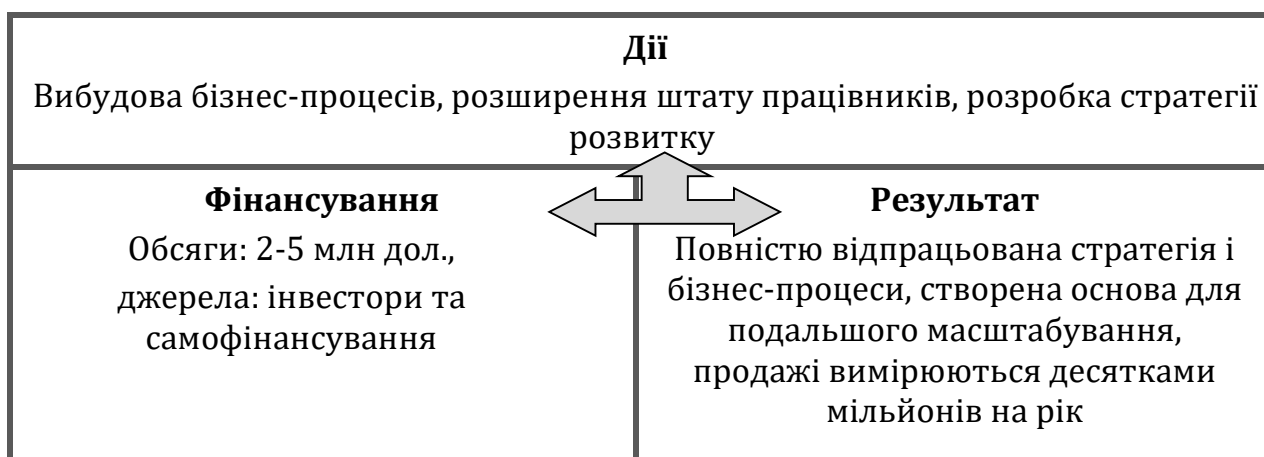 Дії
Вибудова бізнес-процесів, розширення штату працівників, розробка стратегії
розвитку
Фінансування
Обсяги: 2-5 млн дол.,
джерела: інвестори та
самофінансування
Результат
Повністю відпрацьована стратегія і
бізнес-процеси, створена основа для
подальшого масштабування,
продажі вимірюються десятками
мільйонів на рік